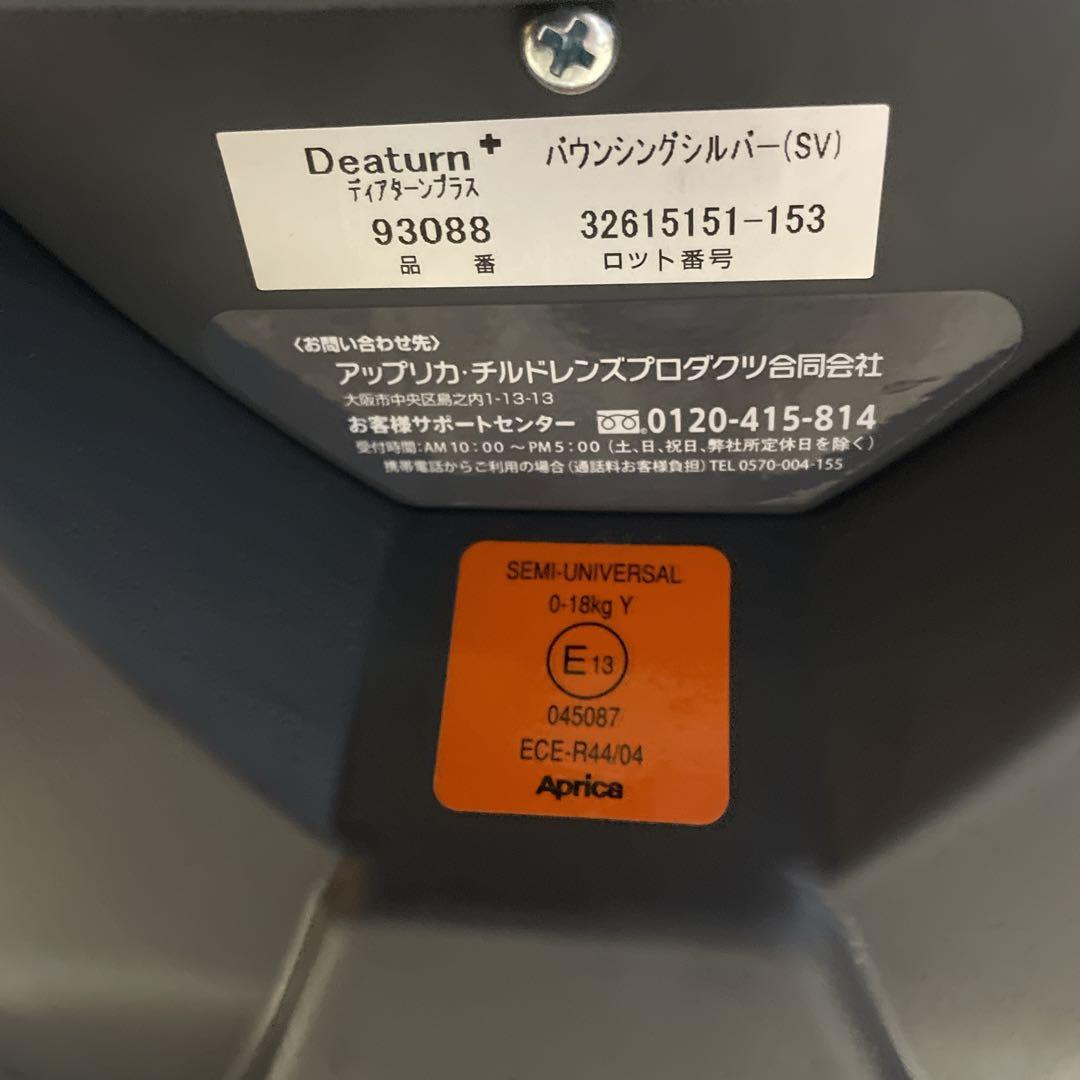 Deaturn+ バウンシングシルバー(SV)
ディアターンプラス
93088 32615151-153
品 番 ロット番号
〈お問い合わせ先〉
アップリカ・チルドレンズプロダクツ合同会社
大阪市中央区島之内1-13-13
お客様サポートセンター 0120-415-814
受付時間:AM10:00～PM5:00(土、日、祝日、弊社所定休日を除く)
携帯電話からご利用の場合(通話料お客様負担)TEL 0570-004-155
SEMI-UNIVERSAL
0-18kg Y
E13
045087
ECE-R44/04
Aprica